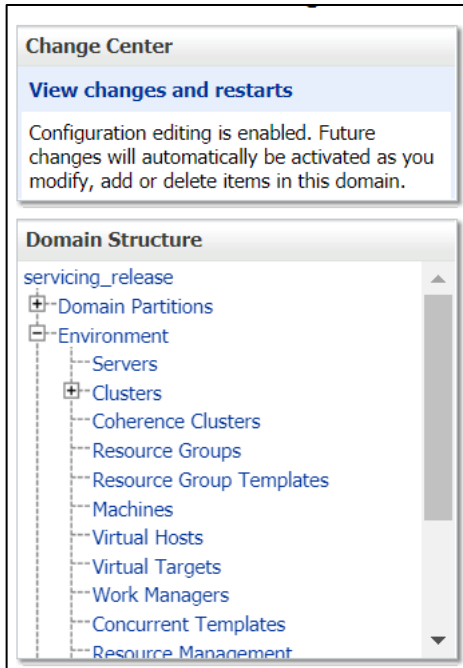 Change Center
View changes and restarts
Configuration editing is enabled. Future
changes will automatically be activated as you
modify, add or delete items in this domain.
Domain Structure
servicing_release
Domain Partitions
Environment
Servers
Clusters
Coherence Clusters
Resource Groups
Resource Group Templates
Machines
Virtual Hosts
Virtual Targets
Work Managers
Concurrent Templates
Resource Management